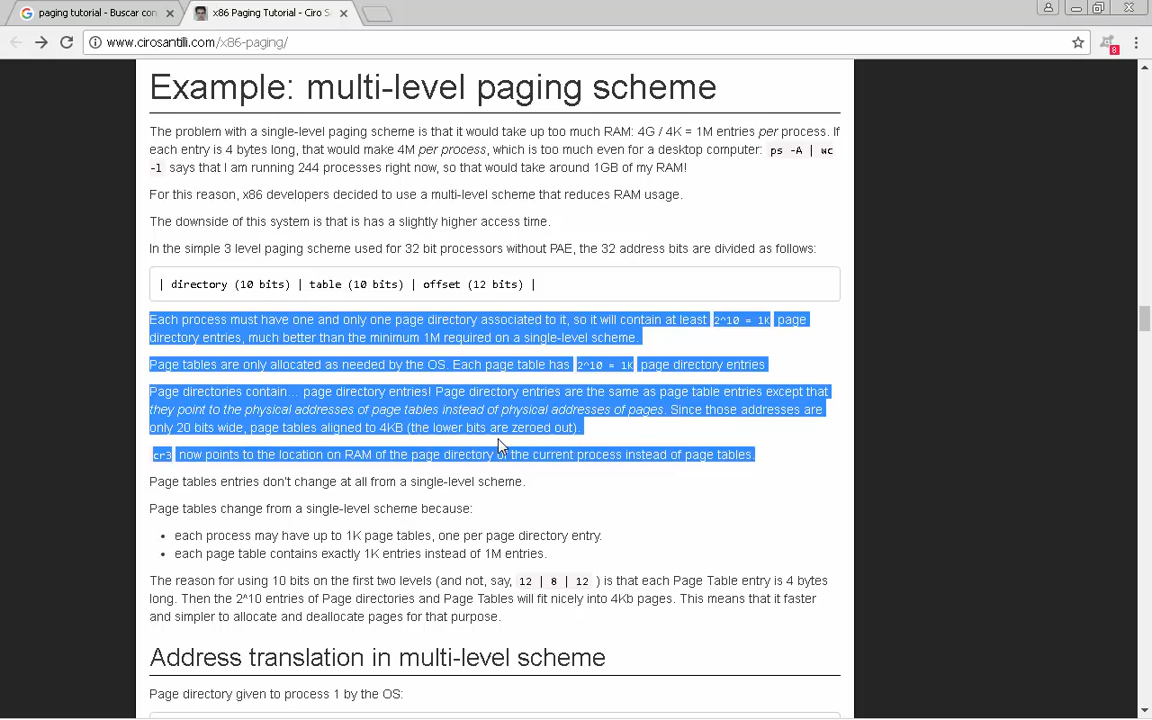 paging tutorial - Buscar con
x86 Paging Tutorial - Ciro S
www.cirosantilli.com/x86-paging/
8
Example: multi-level paging scheme
The problem with a single-level paging scheme is that it would take up too much RAM: 4G / 4K = 1M entries per process. If
each entry is 4 bytes long, that would make 4M per process, which is too much even for a desktop computer: ps -A | wc
-l says that I am running 244 processes right now, so that would take around 1GB of my RAM!
For this reason, x86 developers decided to use a multi-level scheme that reduces RAM usage.
The downside of this system is that is has a slightly higher access time.
In the simple 3 level paging scheme used for 32 bit processors without PAE, the 32 address bits are divided as follows:
| directory (10 bits) | table (10 bits) | offset (12 bits) |
Each process must have one and only one page directory associated to it, so it will contain at least 2^10 = 1K page
directory entries, much better than the minimum 1M required on a single-level scheme.
Page tables are only allocated as needed by the OS. Each page table has 2^10 = 1K page directory entries
Page directories contain... page directory entries! Page directory entries are the same as page table entries except that
they point to the physical addresses of page tables instead of physical addresses of pages. Since those addresses are
only 20 bits wide, page tables aligned to 4KB (the lower bits are zeroed out).
cr3 now points to the location on RAM of the page directory of the current process instead of page tables.
Page tables entries don't change at all from a single-level scheme.
Page tables change from a single-level scheme because:
• each process may have up to 1K page tables, one per page directory entry.
• each page table contains exactly 1K entries instead of 1M entries.
The reason for using 10 bits on the first two levels (and not, say, 12 | 8 | 12 ) is that each Page Table entry is 4 bytes
long. Then the 2^10 entries of Page directories and Page Tables will fit nicely into 4Kb pages. This means that it faster
and simpler to allocate and deallocate pages for that purpose.
Address translation in multi-level scheme
Page directory given to process 1 by the OS: